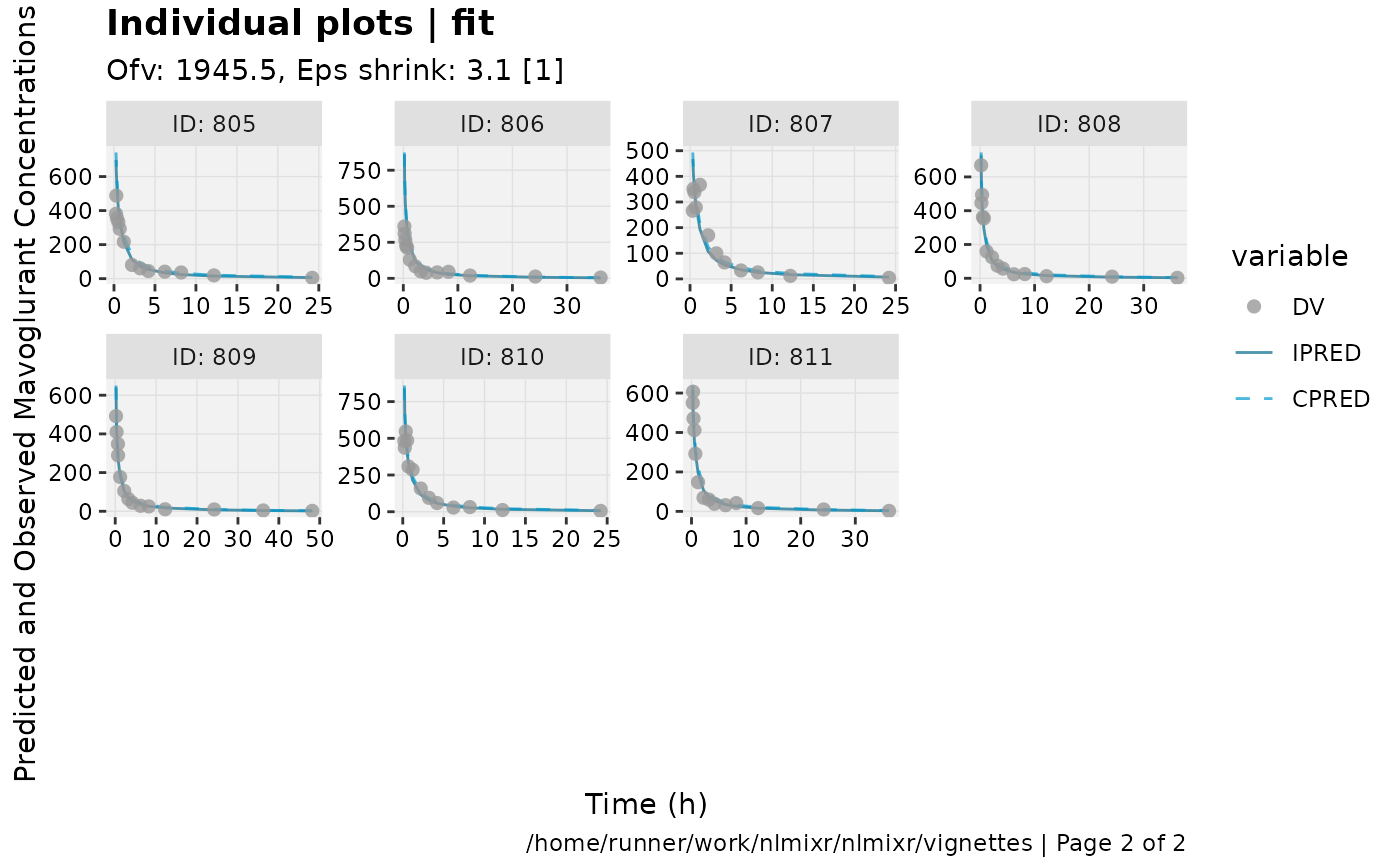 Individual plots | fit
Ofv: 1945.5, Eps shrink: 3.1 [1]
Predicted and Observed Mavoglurant Concentrations
ID: 805
600
400
200
0
0 5 10 15 20 25
ID: 806
750
500
250
0
0 10 20 30
ID: 807
500
400
300
200
100
0
0 5 10 15 20 25
ID: 808
600
400
200
0
0 10 20 30
ID: 809
600
400
200
0
0 10 20 30 40 50
ID: 810
750
500
250
0
0 5 10 15 20 25
ID: 811
600
400
200
0
0 10 20 30
variable
DV
IPRED
CPRED
Time (h)
/home/runner/work/nlmixr/nlmixr/vignettes | Page 2 of 2